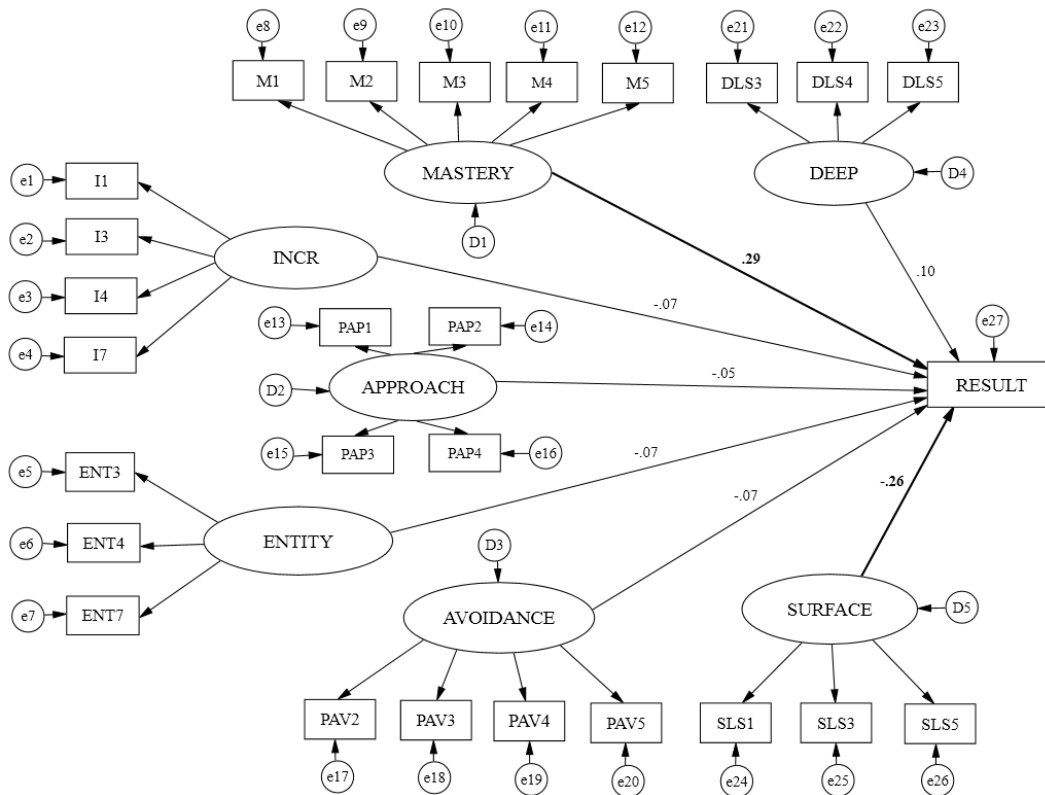 e8
e9
e10
e11
e12
e21
e22
e23
M1
M2
M3
M4
M5
DLS3
DLS4
DLS5
e1
I1
MASTERY
DEEP
D4
e2
I3
D1
INCR
.29
.10
e3
I4
-.07
e13
PAP1
PAP2
e14
e27
e4
I7
D2
APPROACH
-.05
RESULT
e15
PAP3
PAP4
e16
-.07
-.07
-.26
e5
ENT3
e6
ENT4
ENTITY
D3
e7
ENT7
AVOIDANCE
SURFACE
D5
PAV2
PAV3
PAV4
PAV5
SLS1
SLS3
SLS5
e17
e18
e19
e20
e24
e25
e26